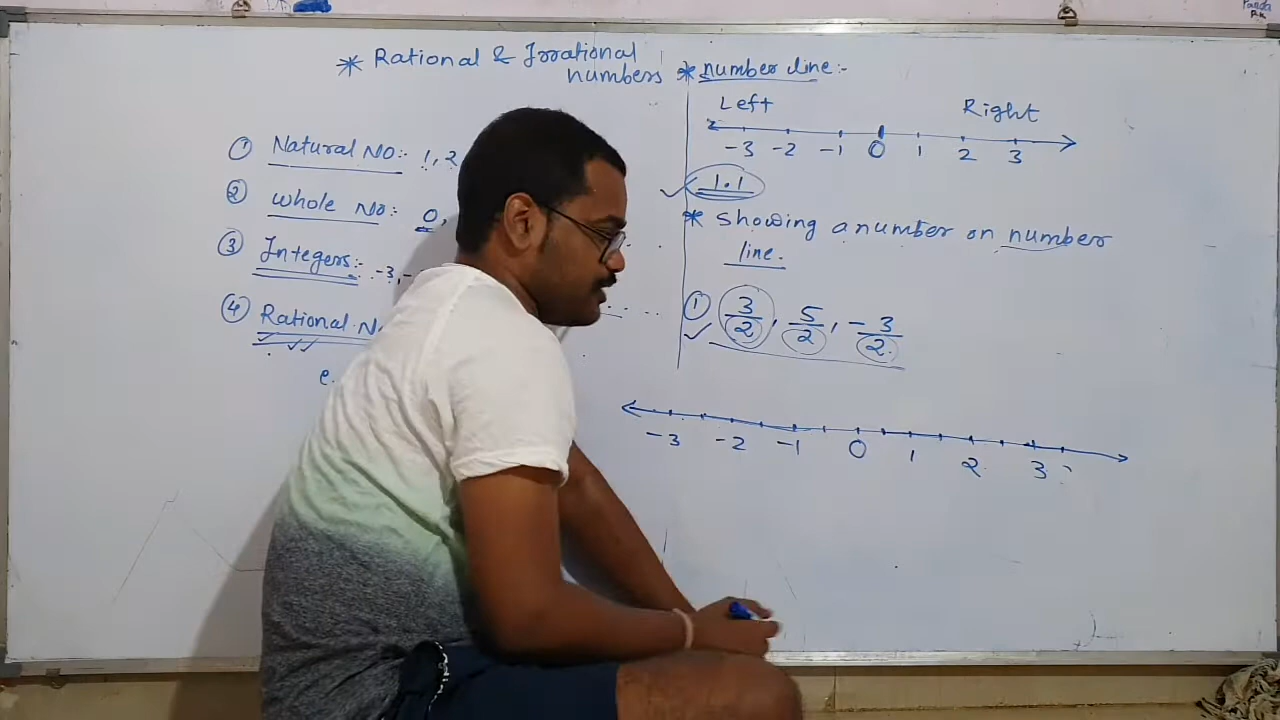 * Rational & Irrational
numbers
① Natural No:- 1, 2
② whole No:- 0,
③ Integers:- -3, -
④ Rational N
e.
* number line:-
Left Right
-3 -2 -1 0 1 2 3
1.1
* Showing a number on number
line.
① 3/2, 5/2, -3/2.
-3 -2 -1 0 1 2 3